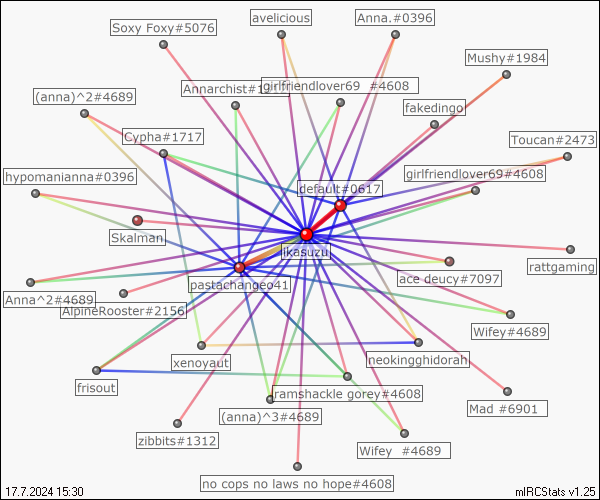 avelicious
Anna.#0396
Soxy Foxy#5076
Mushy#1984
Annarchist#1
girlfriendlover69 #4608
(anna)^2#4689
fakedingo
Cypha#1717
Toucan#2473
hypomanianna#0396
girlfriendlover69#4608
default#0617
Skalman
ikasuzu
rattgaming
pastachangeo41
ace deucy#7097
Anna^2#4689
AlpineRooster#2156
Wifey#4689
xenoyaut
neokingghidorah
frisout
ramshackle gorey#4608
Mad #6901
(anna)^3#4689
zibbits#1312
Wifey #4689
no cops no laws no hope#4608
17.7.2024 15:30
mIRCStats v1.25